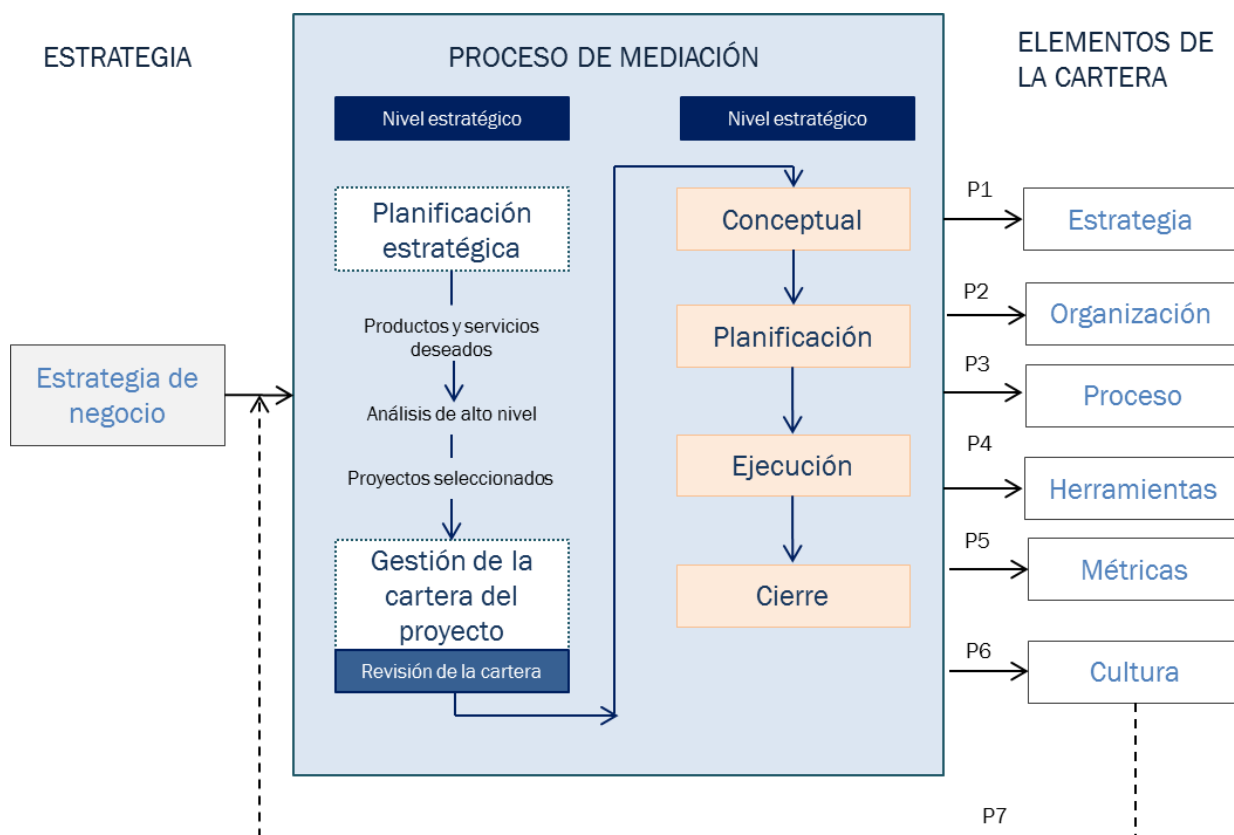 ESTRATEGIA
PROCESO DE MEDIACIÓN
ELEMENTOS DE
LA CARTERA
Nivel estratégico
Nivel estratégico
Estrategia de
negocio
Planificación
estratégica
Productos y servicios
deseados
Análisis de alto nivel
Proyectos seleccionados
Gestión de la
cartera del
proyecto
Revisión de la cartera
Conceptual
Planificación
Ejecución
Cierre
P1
Estrategia
P2
Organización
P3
Proceso
P4
Herramientas
P5
Métricas
P6
Cultura
P7